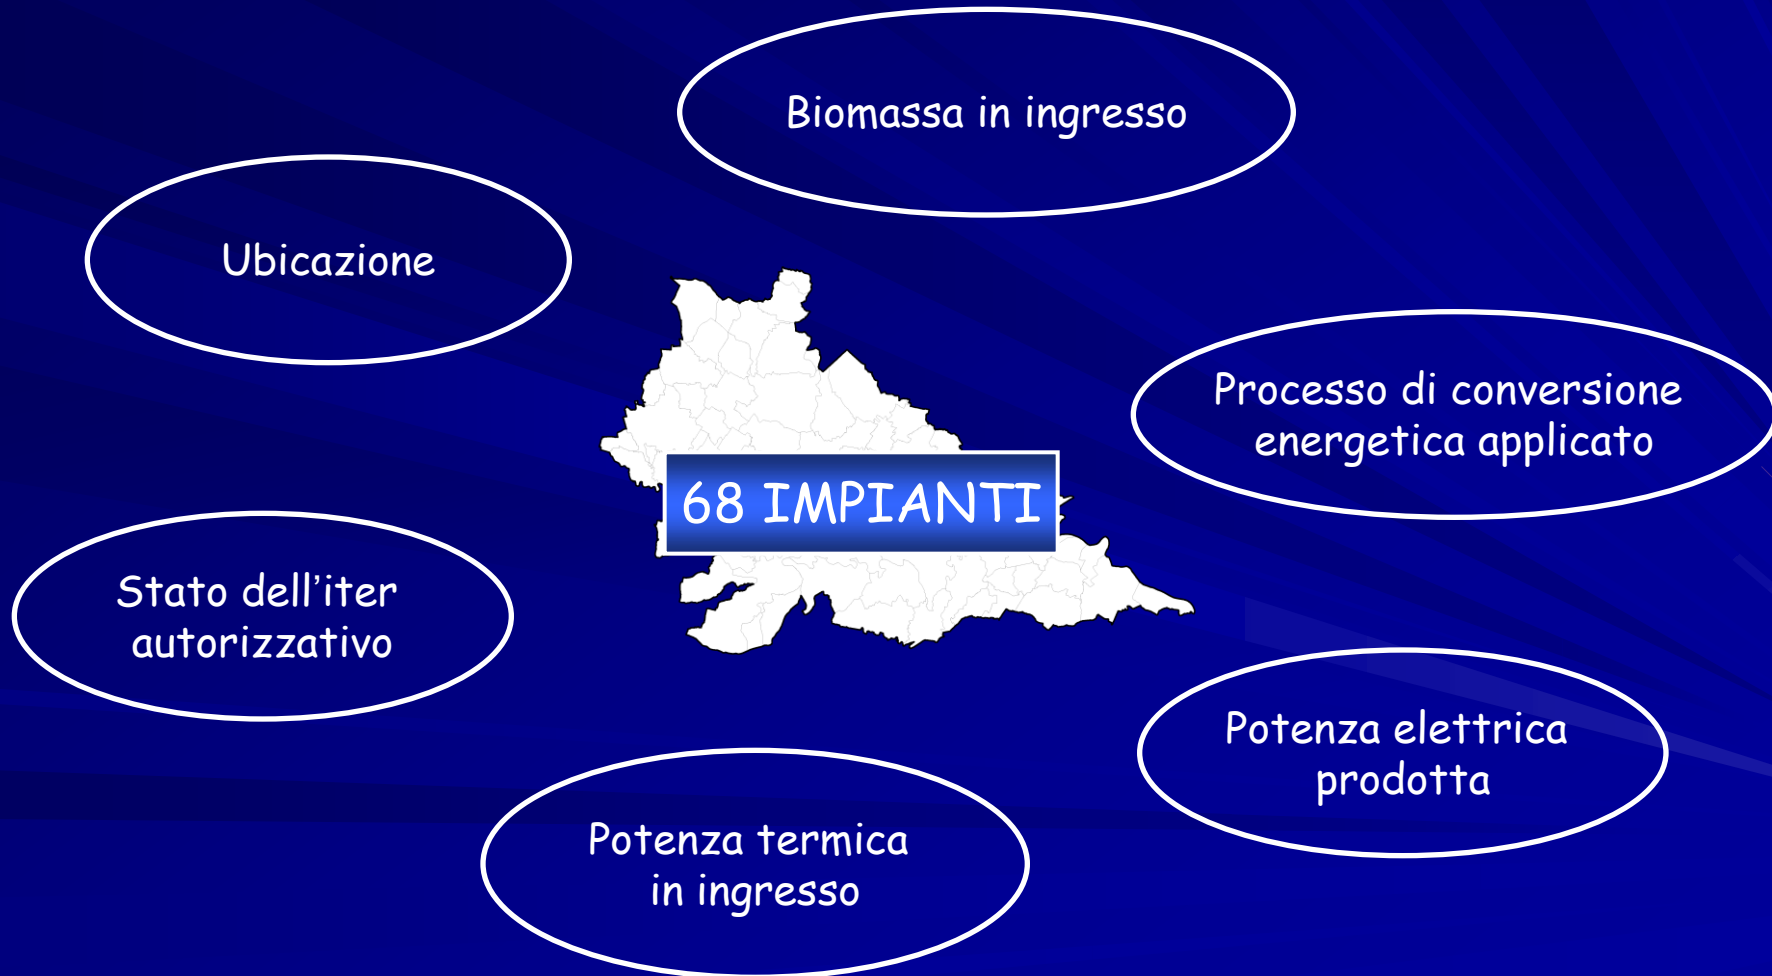 Biomassa in ingresso
Ubicazione
Processo di conversione
energetica applicato
68 IMPIANTI
Stato dell’iter
autorizzativo
Potenza elettrica
prodotta
Potenza termica
in ingresso